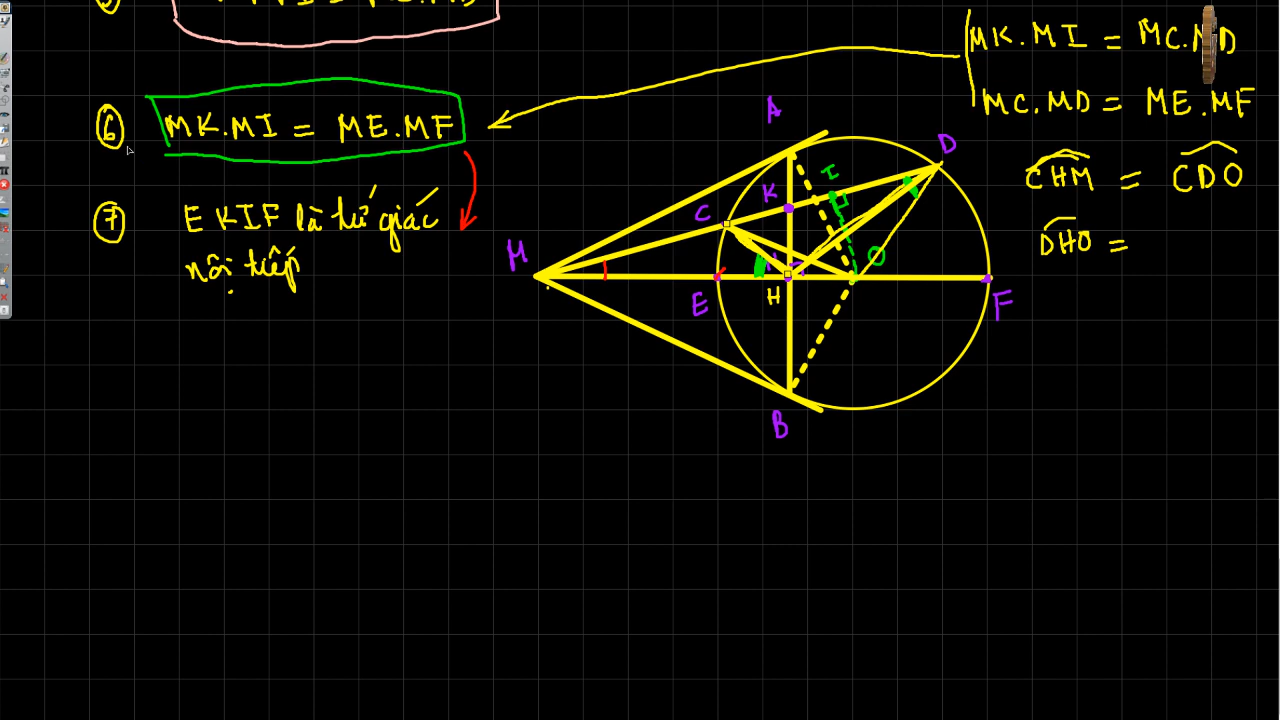 MK.MI = MC.MD
MC.MD = ME.MF
⑥ MK.MI = ME.MF
⑦ EKIF là tứ giác
nội tiếp
CHM = CDO
DHO =
A
D
I
K
C
M
O
E
H
F
B